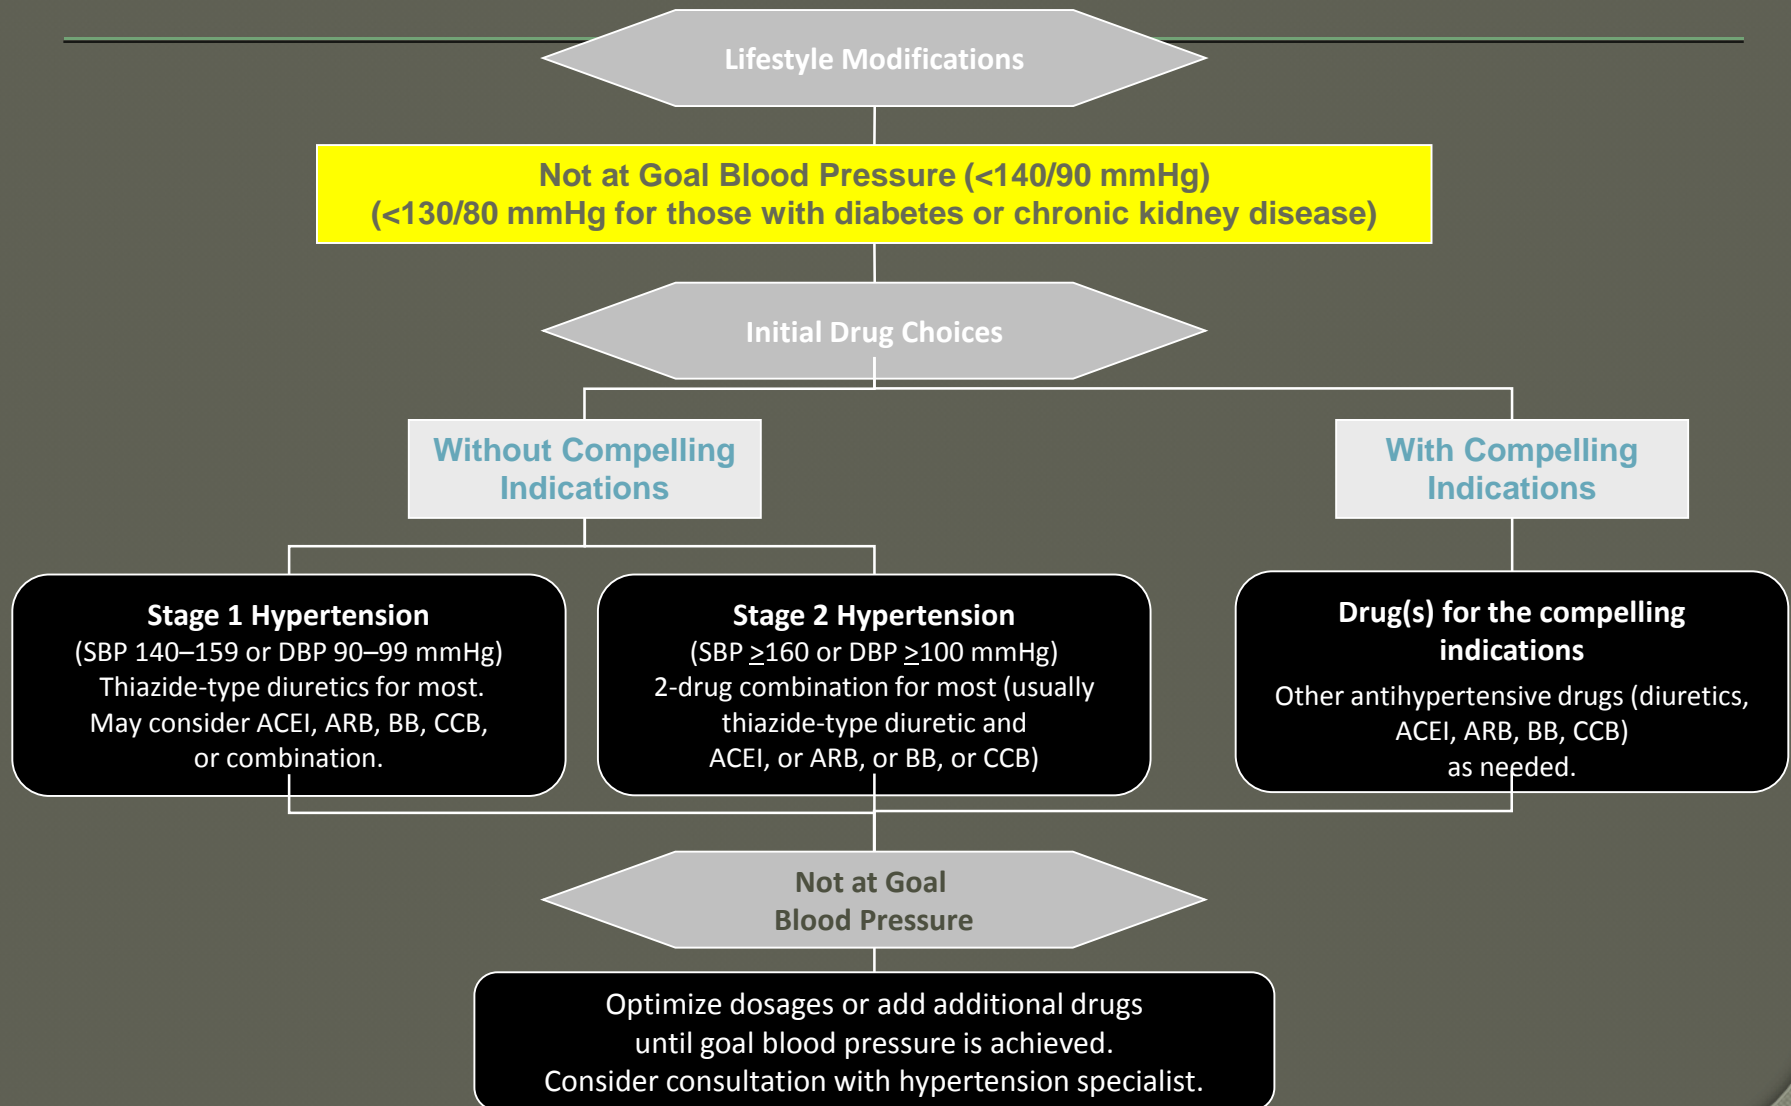 Lifestyle Modifications
Not at Goal Blood Pressure (<140/90 mmHg)
(<130/80 mmHg for those with diabetes or chronic kidney disease)
Initial Drug Choices
Without Compelling
Indications
With Compelling
Indications
Stage 1 Hypertension
(SBP 140–159 or DBP 90–99 mmHg)
Thiazide-type diuretics for most.
May consider ACEI, ARB, BB, CCB,
or combination.
Stage 2 Hypertension
(SBP ≥160 or DBP ≥100 mmHg)
2-drug combination for most (usually
thiazide-type diuretic and
ACEI, or ARB, or BB, or CCB)
Drug(s) for the compelling
indications
Other antihypertensive drugs (diuretics,
ACEI, ARB, BB, CCB)
as needed.
Not at Goal
Blood Pressure
Optimize dosages or add additional drugs
until goal blood pressure is achieved.
Consider consultation with hypertension specialist.